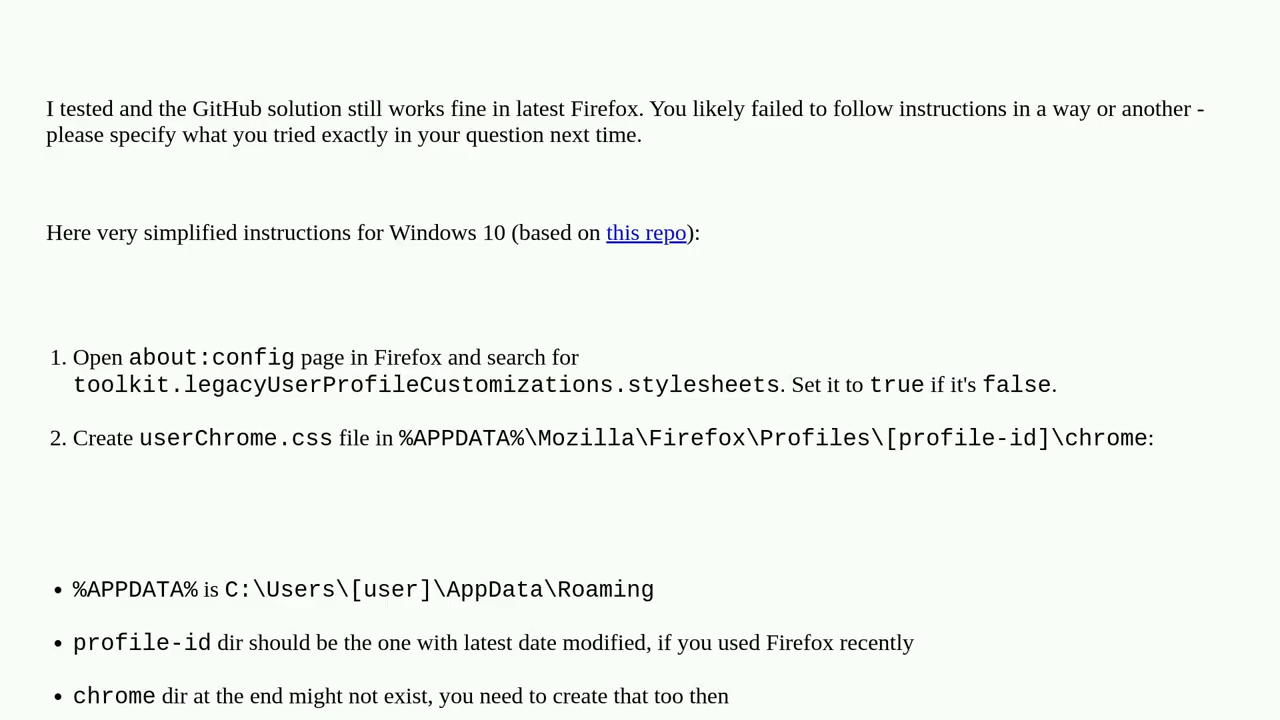 I tested and the GitHub solution still works fine in latest Firefox. You likely failed to follow instructions in a way or another -
please specify what you tried exactly in your question next time.
Here very simplified instructions for Windows 10 (based on this repo):
1. Open about:config page in Firefox and search for
toolkit.legacyUserProfileCustomizations.stylesheets. Set it to true if it's false.
2. Create userChrome.css file in %APPDATA%\Mozilla\Firefox\Profiles\[profile-id]\chrome:
• %APPDATA% is C:\Users\[user]\AppData\Roaming
• profile-id dir should be the one with latest date modified, if you used Firefox recently
• chrome dir at the end might not exist, you need to create that too then